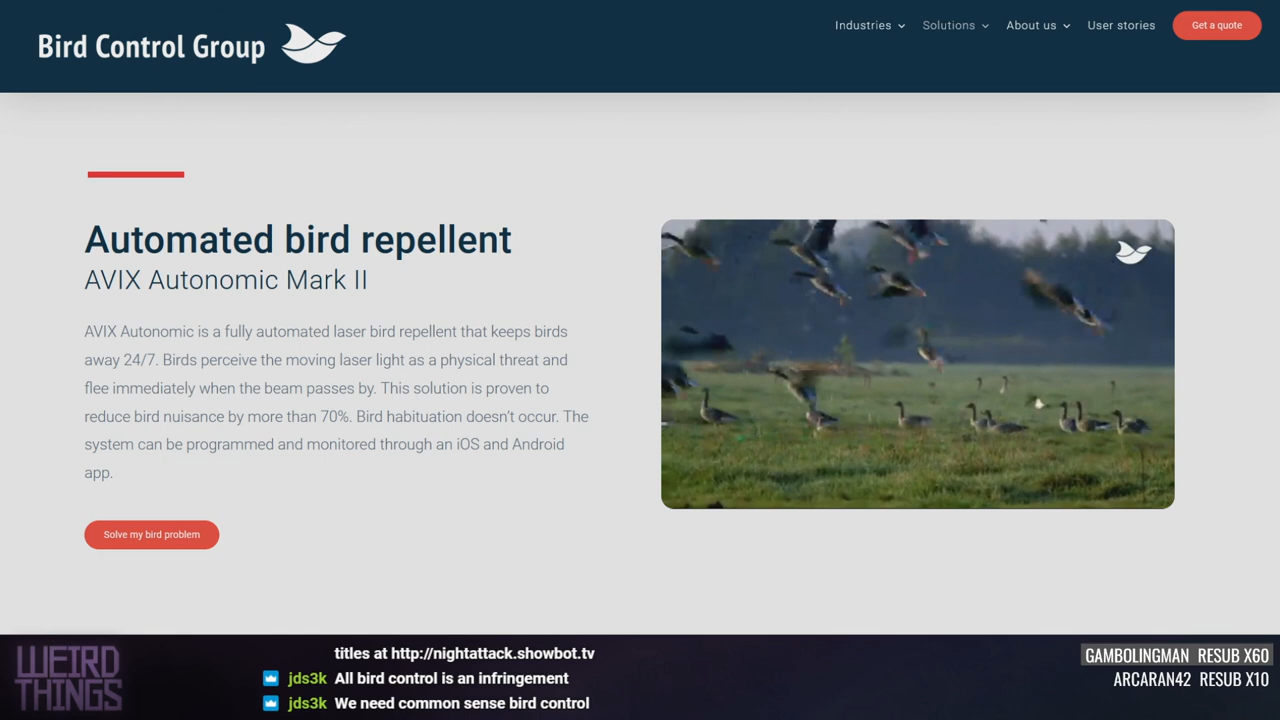 Bird Control Group
Industries
Solutions
About us
User stories
Get a quote
Automated bird repellent
AVIX Autonomic Mark II
AVIX Autonomic is a fully automated laser bird repellent that keeps birds
away 24/7. Birds perceive the moving laser light as a physical threat and
flee immediately when the beam passes by. This solution is proven to
reduce bird nuisance by more than 70%. Bird habituation doesn't occur. The
system can be programmed and monitored through an iOS and Android
app.
Solve my bird problem
WEIRD
THINGS
titles at http://nightattack.showbot.tv
jds3k All bird control is an infringement
jds3k We need common sense bird control
GAMBOLINGMAN RESUB X60
ARCARAN42 RESUB X10